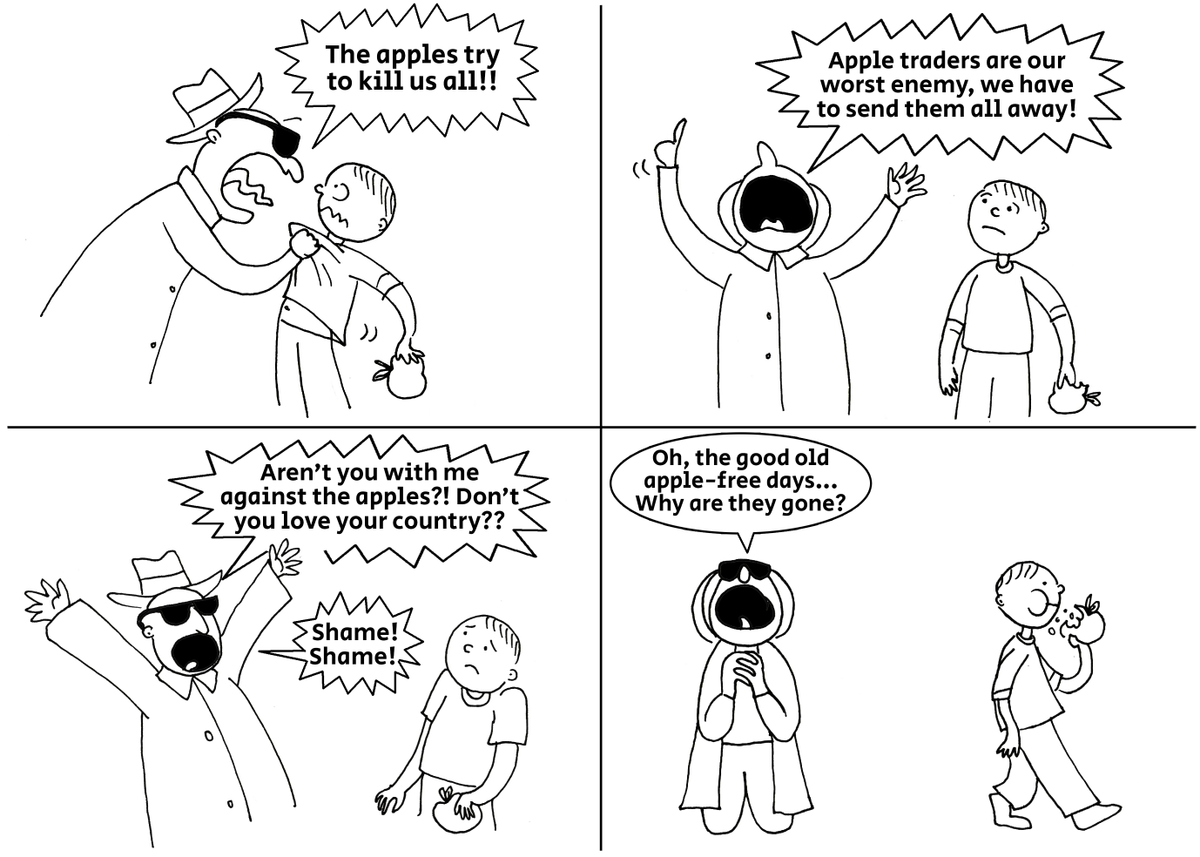 The apples try
to kill us all!!
Apple traders are our
worst enemy, we have
to send them all away!
Aren't you with me
against the apples?! Don't
you love your country??
Shame!
Shame!
Oh, the good old
apple-free days...
Why are they gone?